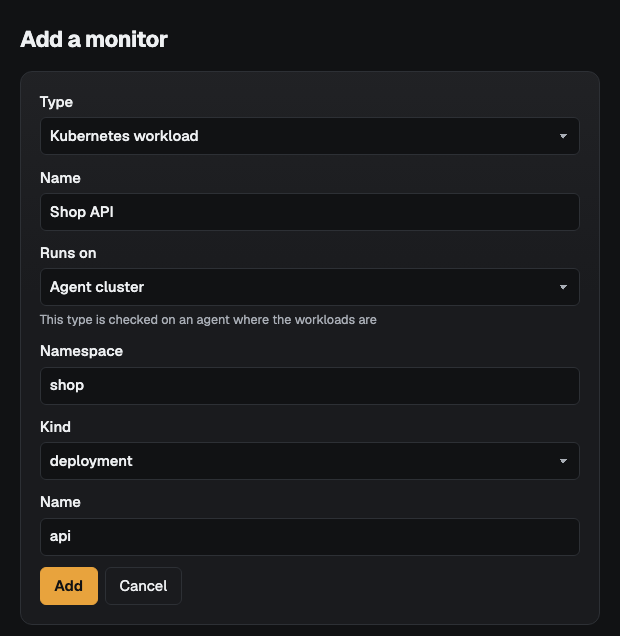 Add a monitor
Type
Kubernetes workload
Name
Shop API
Runs on
Agent cluster
This type is checked on an agent where the workloads are
Namespace
shop
Kind
deployment
Name
api
Add
Cancel